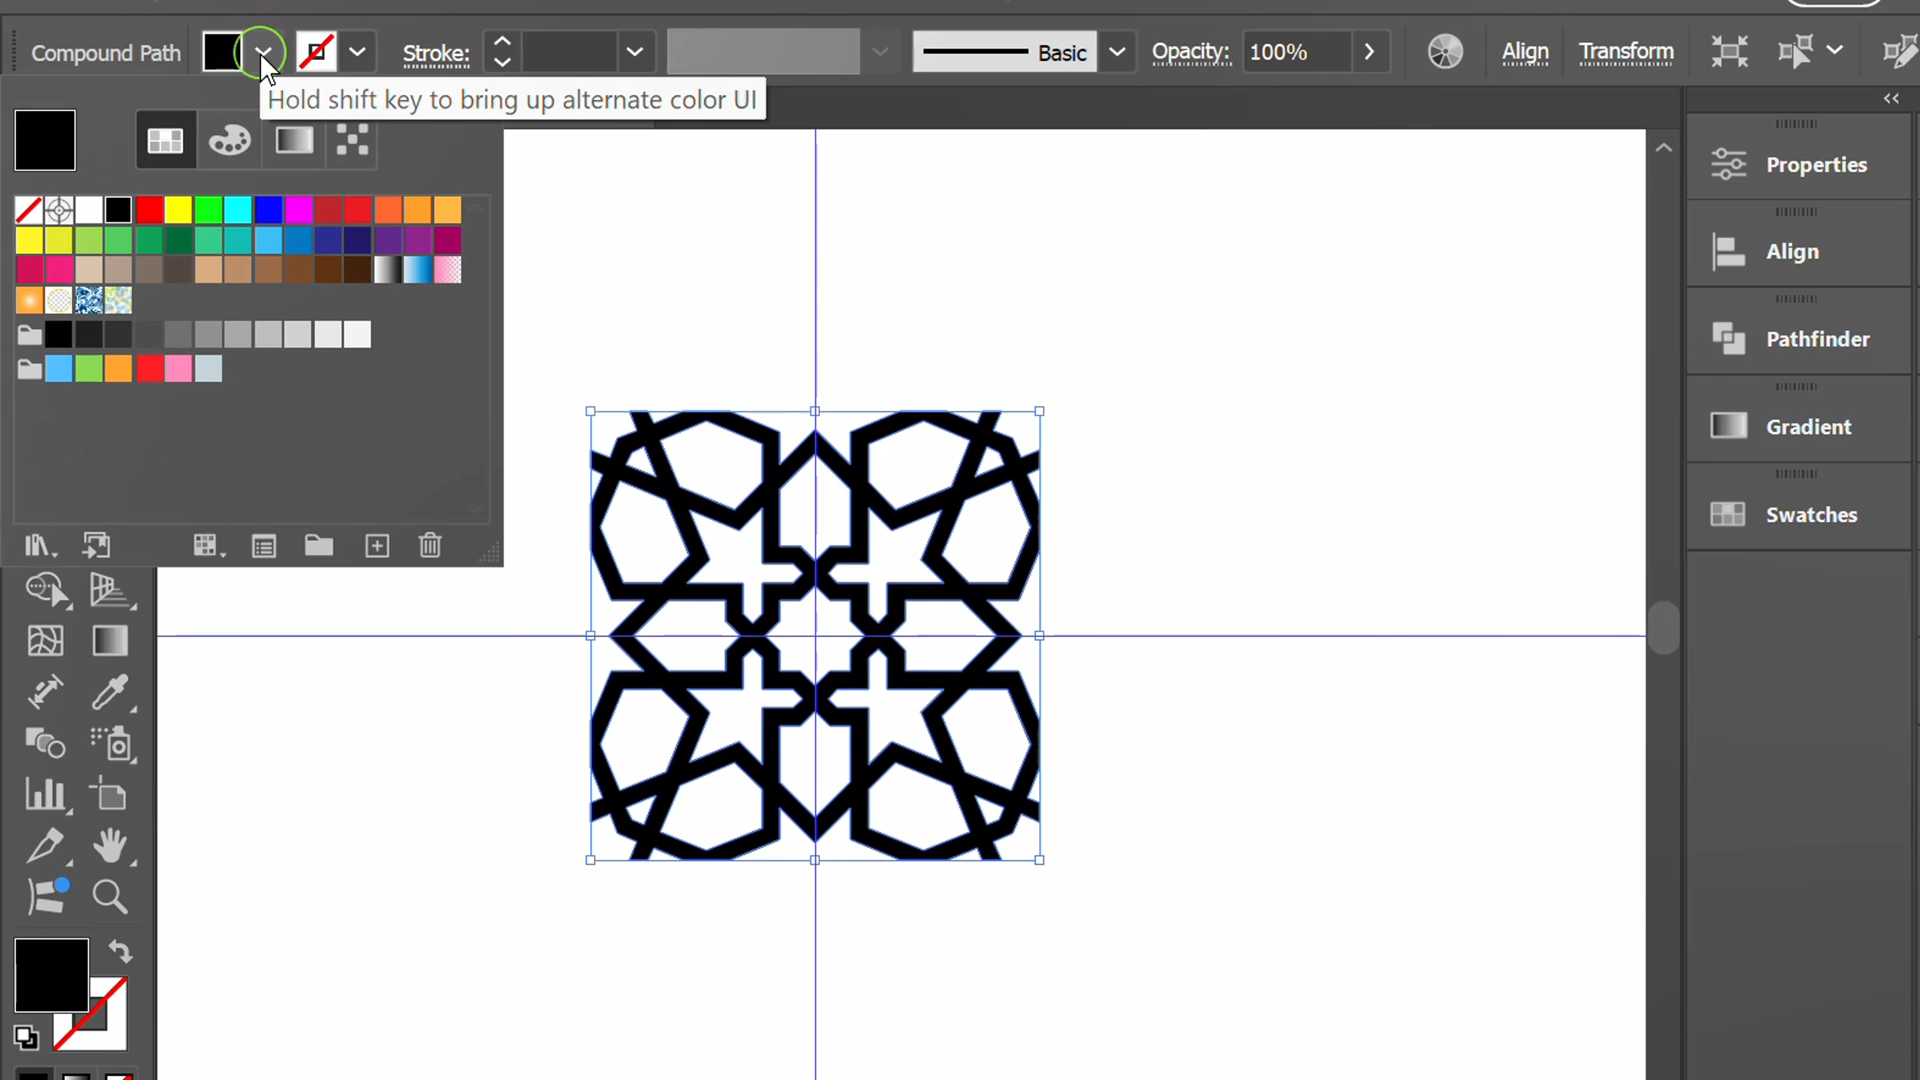 Compound Path
Stroke:
Basic
Opacity:
100%
Align
Transform
Hold shift key to bring up alternate color UI
Properties
Align
Pathfinder
Gradient
Swatches